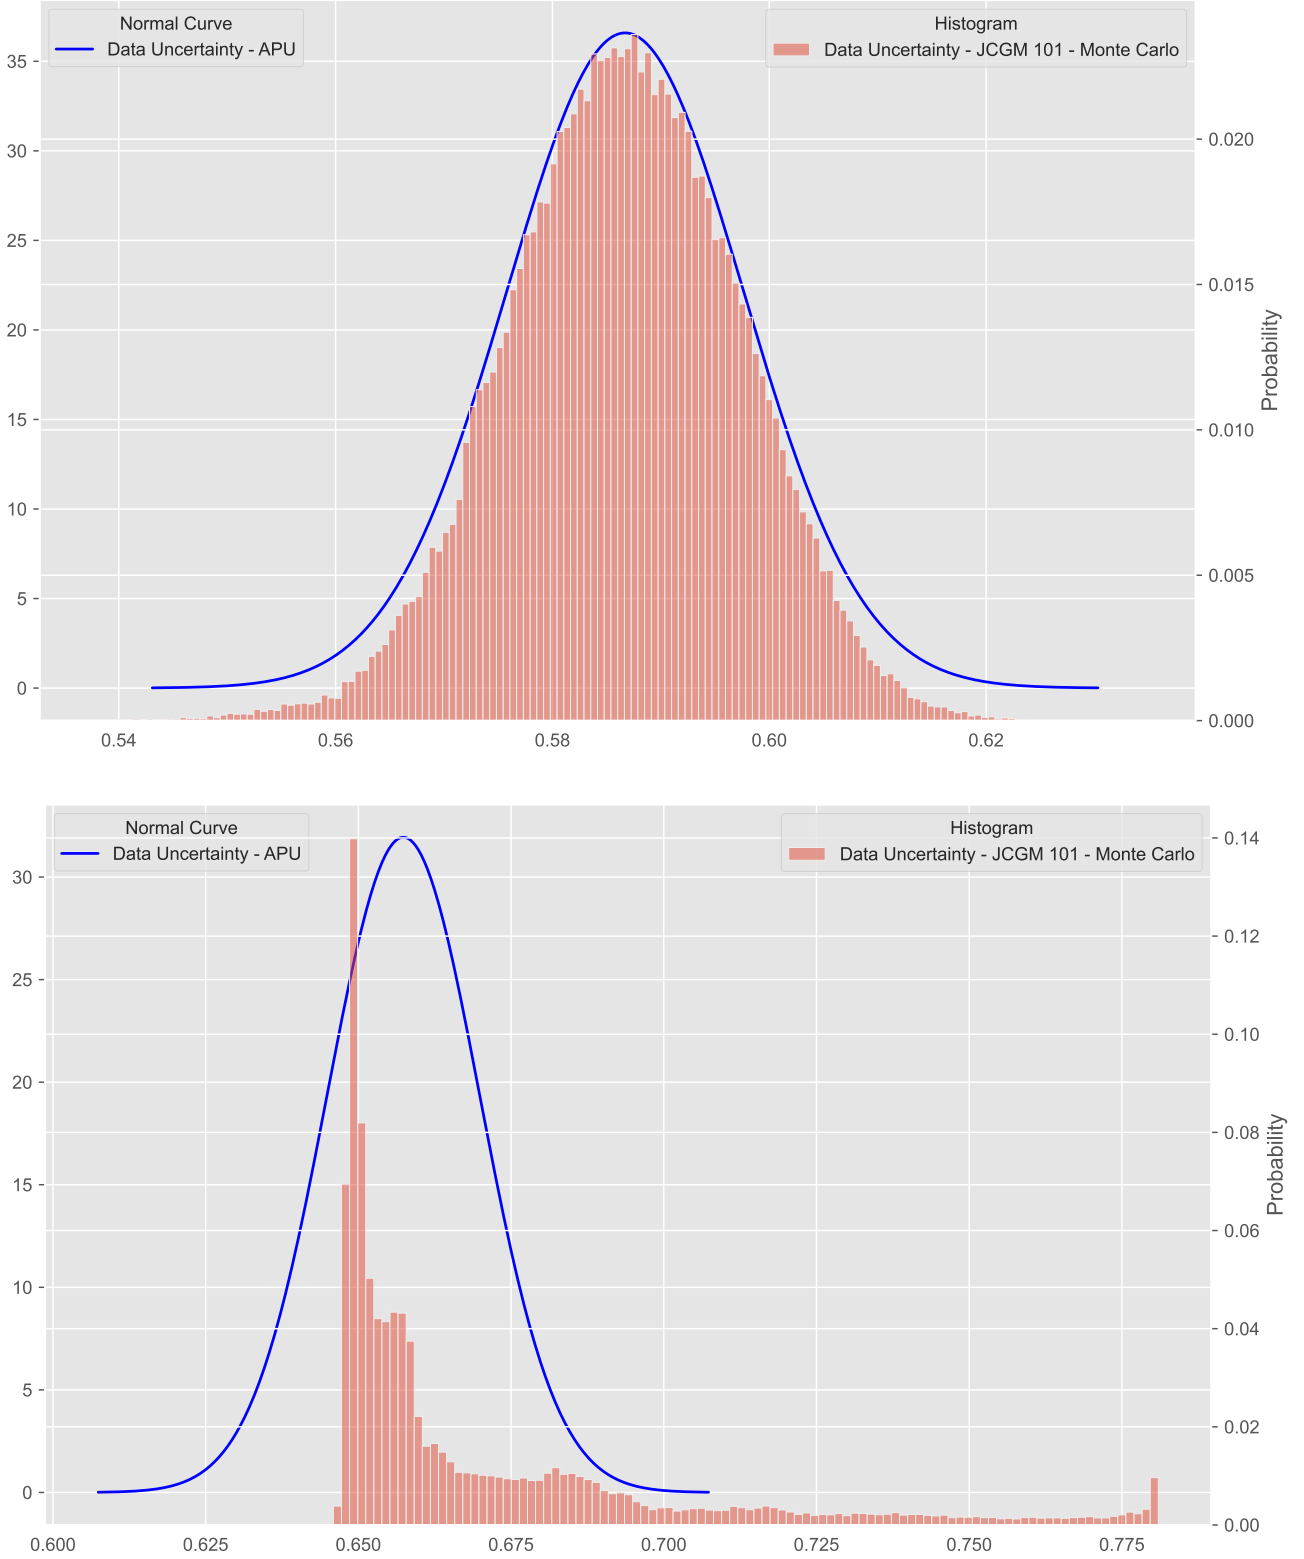 Normal Curve
Data Uncertainty - APU
Histogram
Data Uncertainty - JCGM 101 - Monte Carlo
35
30
25
20
15
10
5
0
0.020
0.015
0.010
0.005
0.000
Probability
0.54 0.56 0.58 0.60 0.62
Normal Curve
Data Uncertainty - APU
Histogram
Data Uncertainty - JCGM 101 - Monte Carlo
30
25
20
15
10
5
0
0.14
0.12
0.10
0.08
0.06
0.04
0.02
0.00
Probability
0.600 0.625 0.650 0.675 0.700 0.725 0.750 0.775